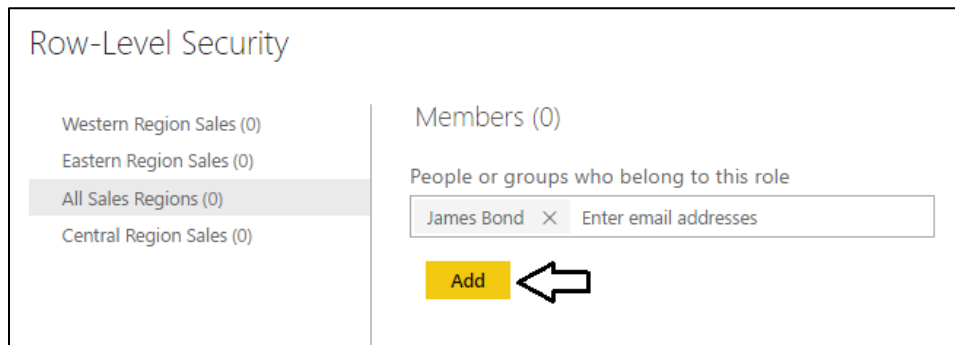 Row-Level Security
Western Region Sales (0)
Eastern Region Sales (0)
All Sales Regions (0)
Central Region Sales (0)
Members (0)
People or groups who belong to this role
James Bond × Enter email addresses
Add